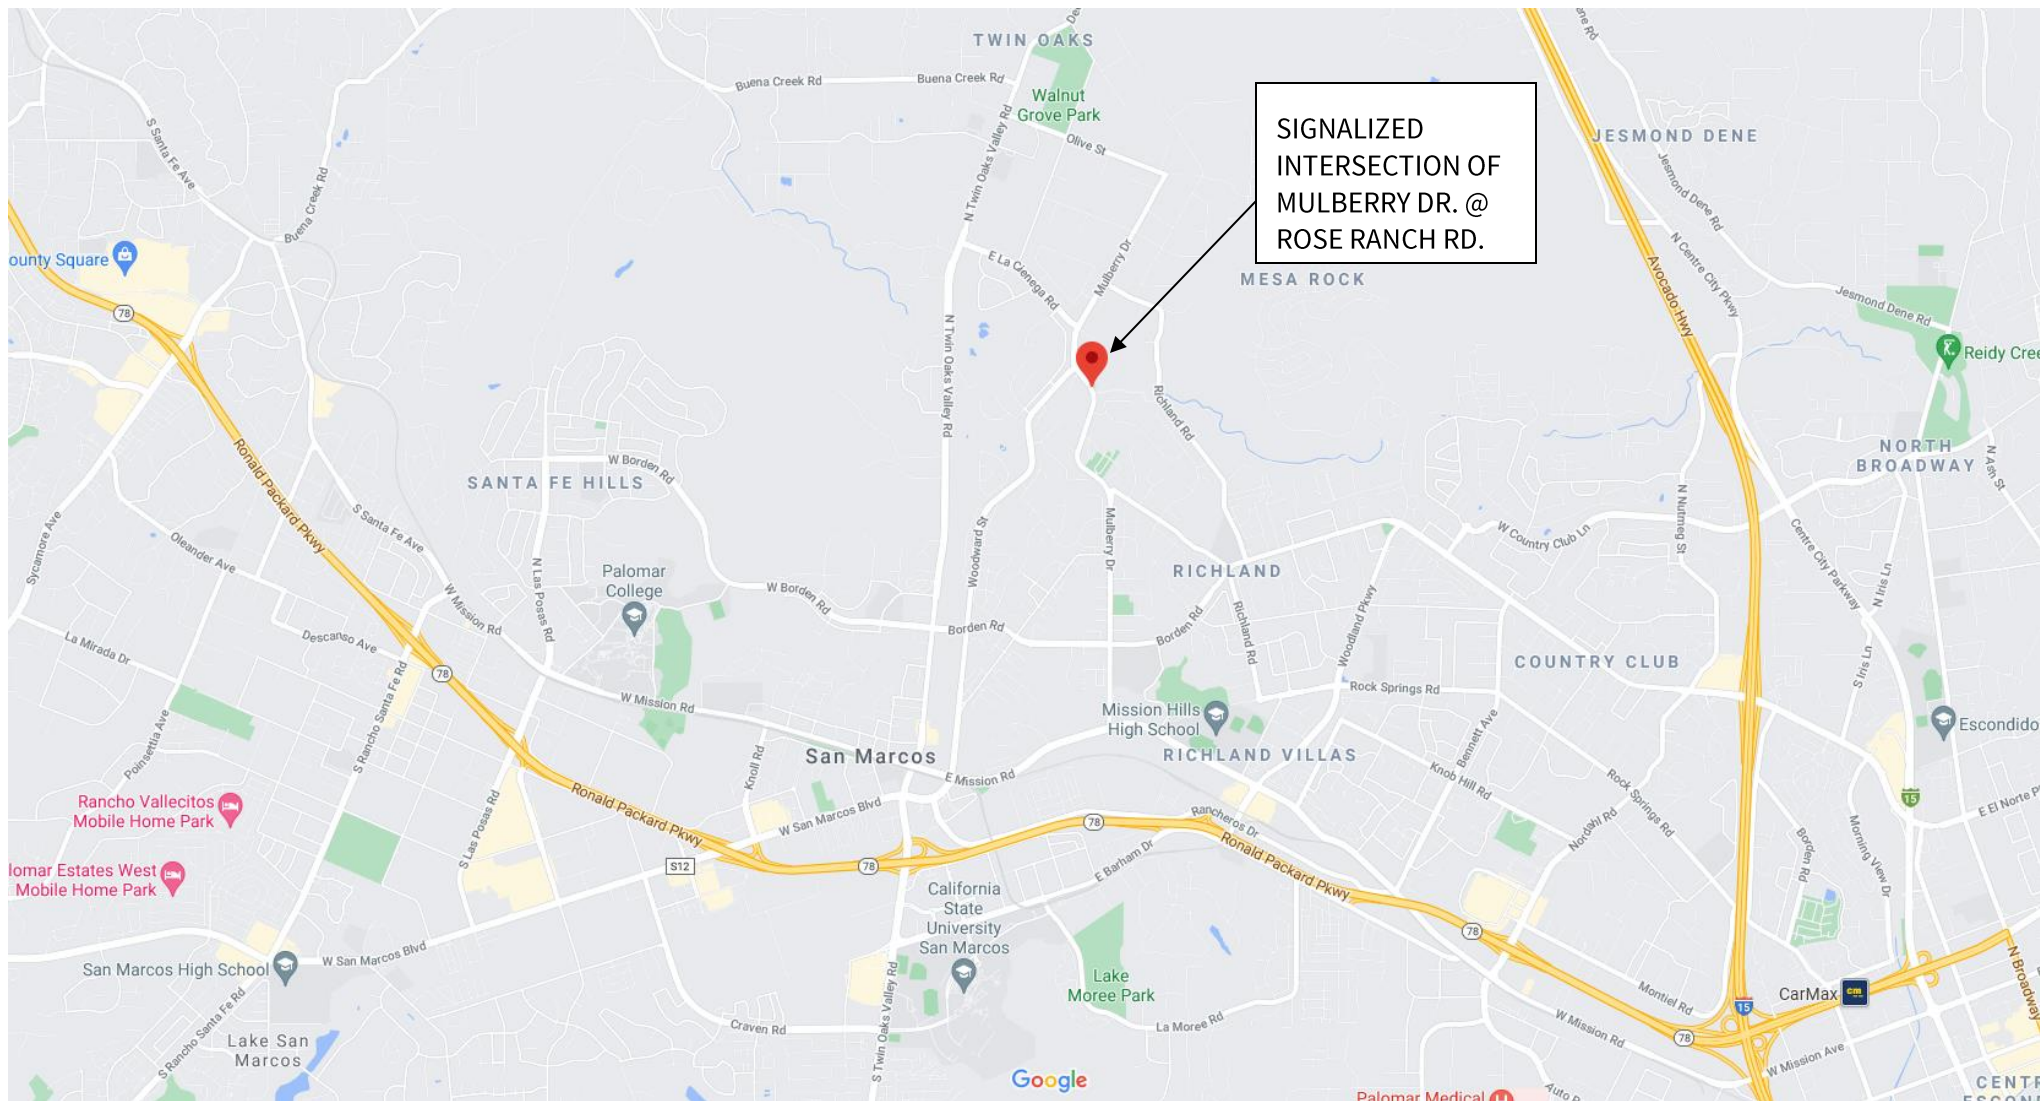 TWIN OAKS
De
Buena Creek Rd
Buena Creek Rd
ne Rd
Walnut
Grove Park
SIGNALIZED
INTERSECTION OF
MULBERRY DR. @
ROSE RANCH RD.
JESMOND DENE
S Santa Fe Ave
N Twin Oaks Valley Rd
Olive St
Jesmond Dene Rd
Buena Creek Rd
ounty Square
E La Cienega Rd
Mulberry Dr
MESA ROCK
N Centre City Pkwy
Avocado Hwy
Jesmond Dene Rd
78
N Twin Oaks Valley Rd
Reidy Cree
Richland Rd
Ronald Packard Pkwy
W Borden Rd
SANTA FE HILLS
NORTH
BROADWAY
N Ash St
Sycamore Ave
Oleander Ave
S Santa Fe Ave
Woodward St
Mulberry Dr
W Country Club Ln
N Nutmeg St
Centre City Parkway
Palomar
College
N Las Posas Rd
W Mission Rd
W Borden Rd
RICHLAND
N Iris Ln
La Mirada Dr
Descanso Ave
Borden Rd
Borden Rd
Richland Rd
Woodland Pkwy
COUNTRY CLUB
S Iris Ln
78
S Rancho Santa Fe Rd
W Mission Rd
Rock Springs Rd
Poinsettia Ave
Mission Hills
High School
Bennett Ave
Escondido
San Marcos
RICHLAND VILLAS
Knoll Rd
E Mission Rd
Knob Hill Rd
Rock Springs Rd
Rancho Vallecitos
Mobile Home Park
Ronald Packard Pkwy
W San Marcos Blvd
78
Rancheros Dr
15
E El Norte P
S Las Posas Rd
Ronald Packard Pkwy
Nordahl Rd
Borden Rd
Morning View Dr
lomar Estates West
Mobile Home Park
S12
78
E Barham Dr
California
State
University
San Marcos
78
W San Marcos Blvd
San Marcos High School
S Rancho Santa Fe Rd
S Twin Oaks Valley Rd
Lake
Moree Park
La Moree Rd
Craven Rd
Montiel Rd
CarMax
cm
15
N Broadway
W Mission Rd
78
W Mission Ave
Lake San
Marcos
Google
Palomar Medical
H
Auto P
CENTR
ESCON